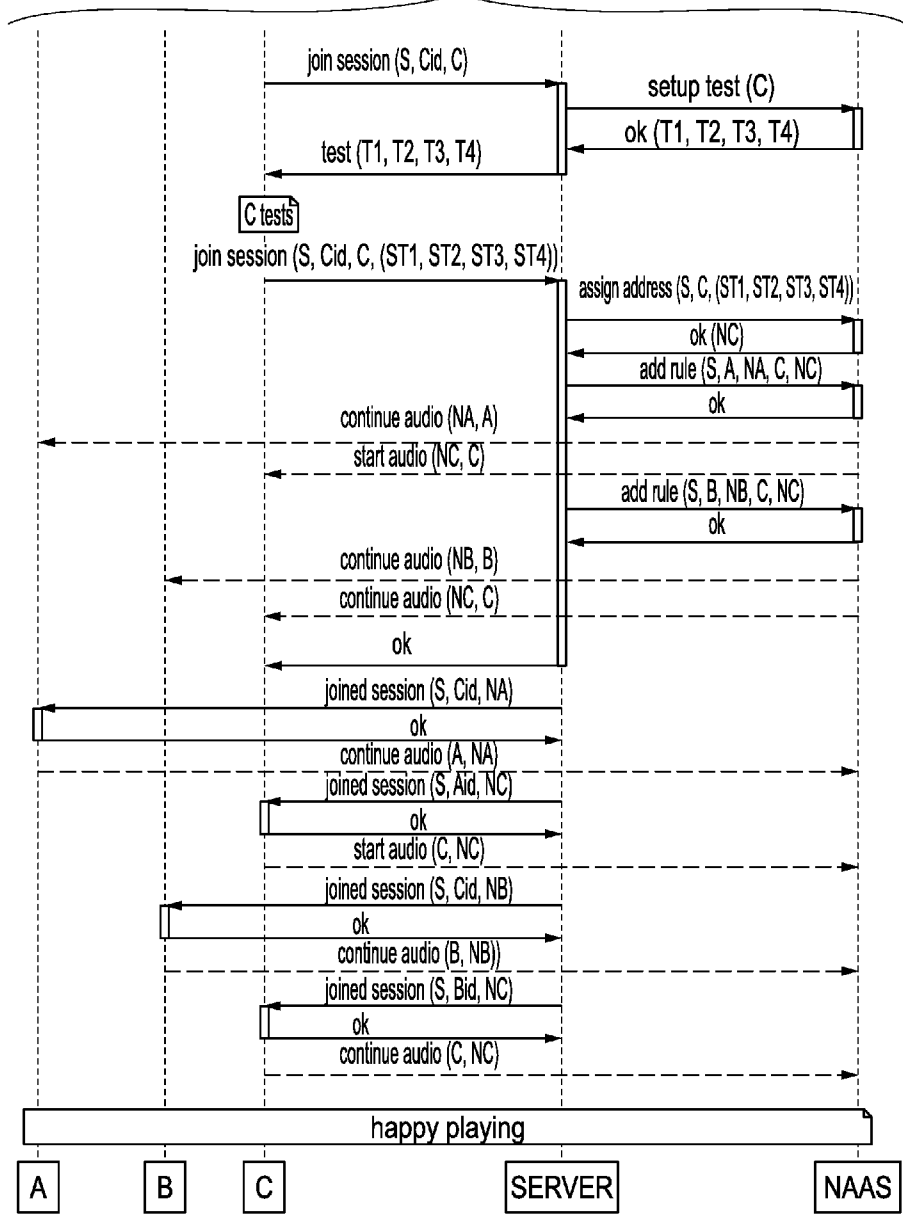 join session (S, Cid, C)
setup test (C)
ok (T1, T2, T3, T4)
test (T1, T2, T3, T4)
C tests
join session (S, Cid, C, (ST1, ST2, ST3, ST4))
assign address (S, C, (ST1, ST2, ST3, ST4))
ok (NC)
add rule (S, A, NA, C, NC)
ok
continue audio (NA, A)
start audio (NC, C)
add rule (S, B, NB, C, NC)
ok
continue audio (NB, B)
continue audio (NC, C)
ok
joined session (S, Cid, NA)
ok
continue audio (A, NA)
joined session (S, Aid, NC)
ok
start audio (C, NC)
joined session (S, Cid, NB)
ok
continue audio (B, NB))
joined session (S, Bid, NC)
ok
continue audio (C, NC)
happy playing
A B C SERVER NAAS